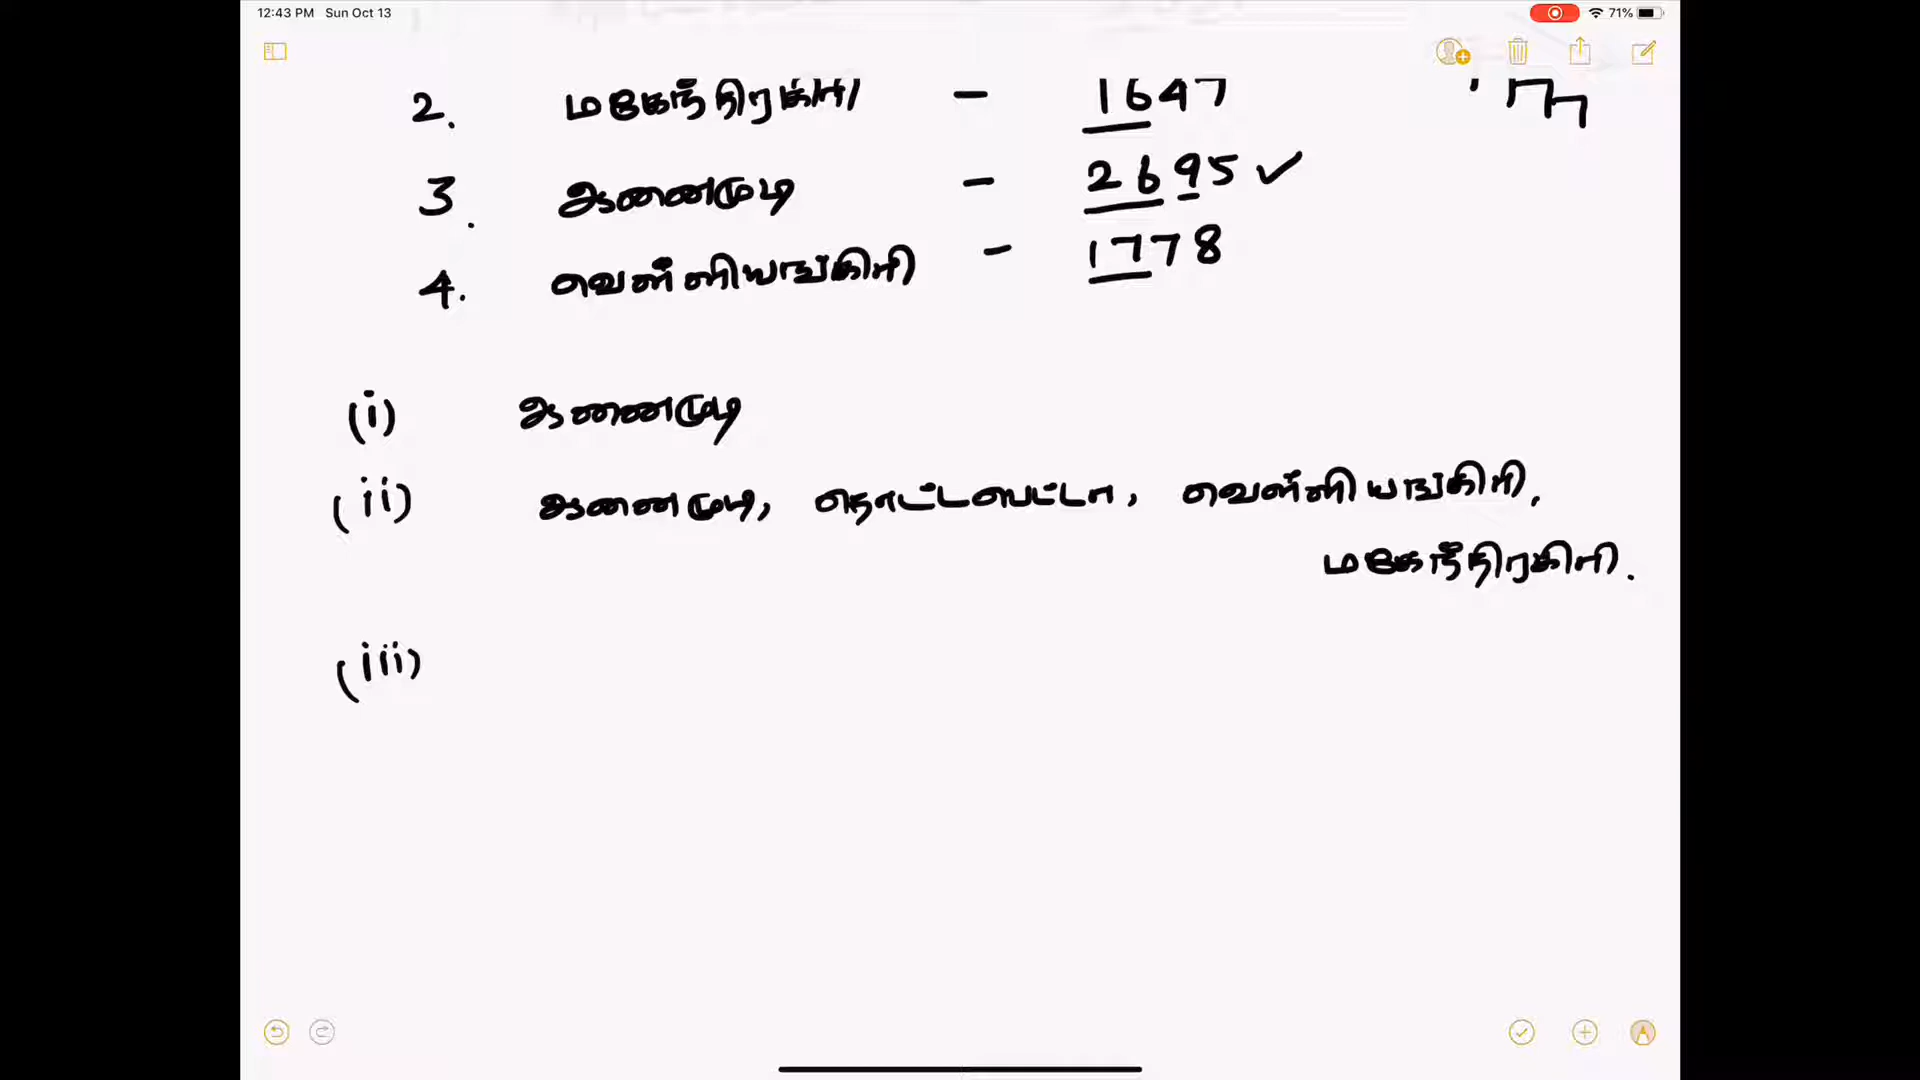 12:43 PM Sun Oct 13 71%
2. மகேந்திரகிரி - 1647
3. ஆனைமுடி - 2695 ✓
4. வெள்ளியங்கிரி - 1778
(i) ஆனைமுடி
(ii) ஆனைமுடி, தொட்டபெட்டா, வெள்ளியங்கிரி,
மகேந்திரகிரி.
(iii)